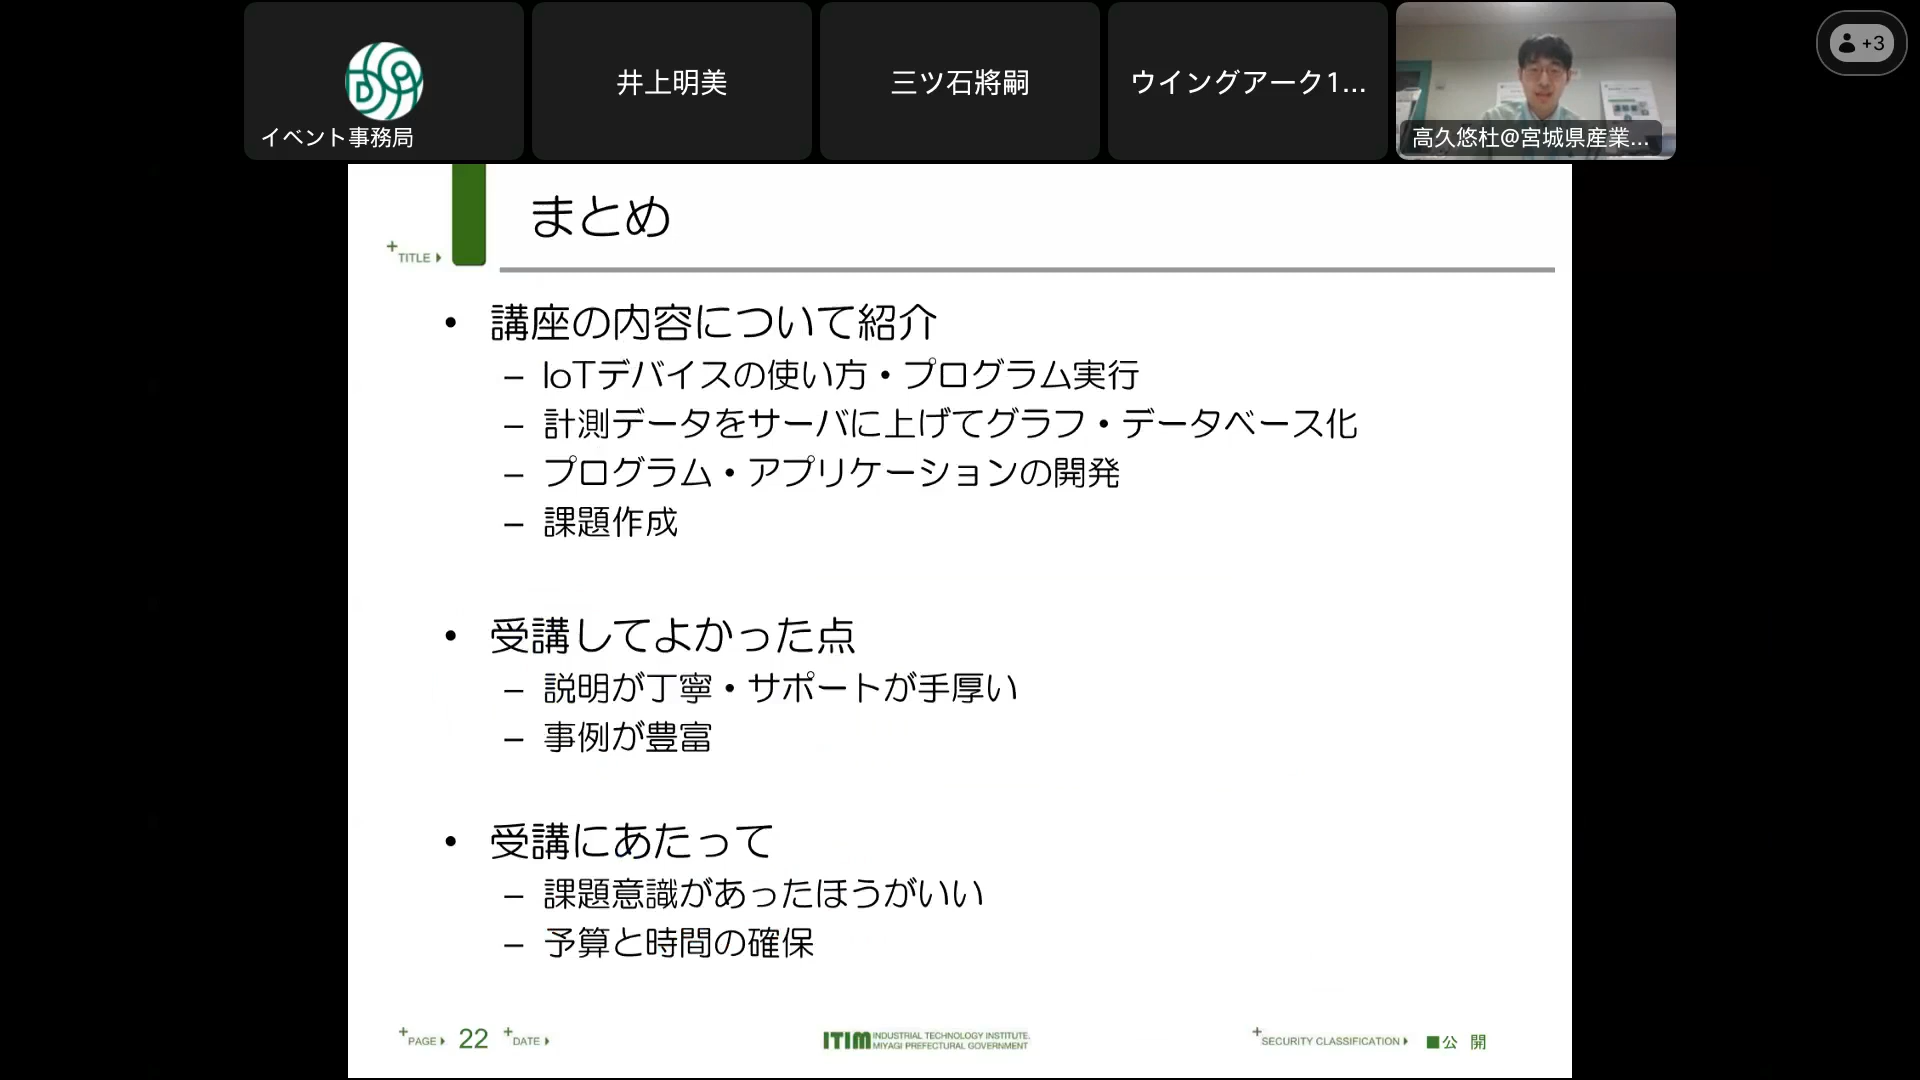 イベント事務局
井上明美
三ツ石將嗣
ウイングアーク1...
高久悠杜@宮城県産業...
+3
まとめ
TITLE
• 講座の内容について紹介
– IoTデバイスの使い方・プログラム実行
– 計測データをサーバに上げてグラフ・データベース化
– プログラム・アプリケーションの開発
– 課題作成
• 受講してよかった点
– 説明が丁寧・サポートが手厚い
– 事例が豊富
• 受講にあたって
– 課題意識があったほうがいい
– 予算と時間の確保
PAGE 22 DATE
ITIM INDUSTRIAL TECHNOLOGY INSTITUTE.
MIYAGI PREFECTURAL GOVERNMENT
SECURITY CLASSIFICATION ■公 開